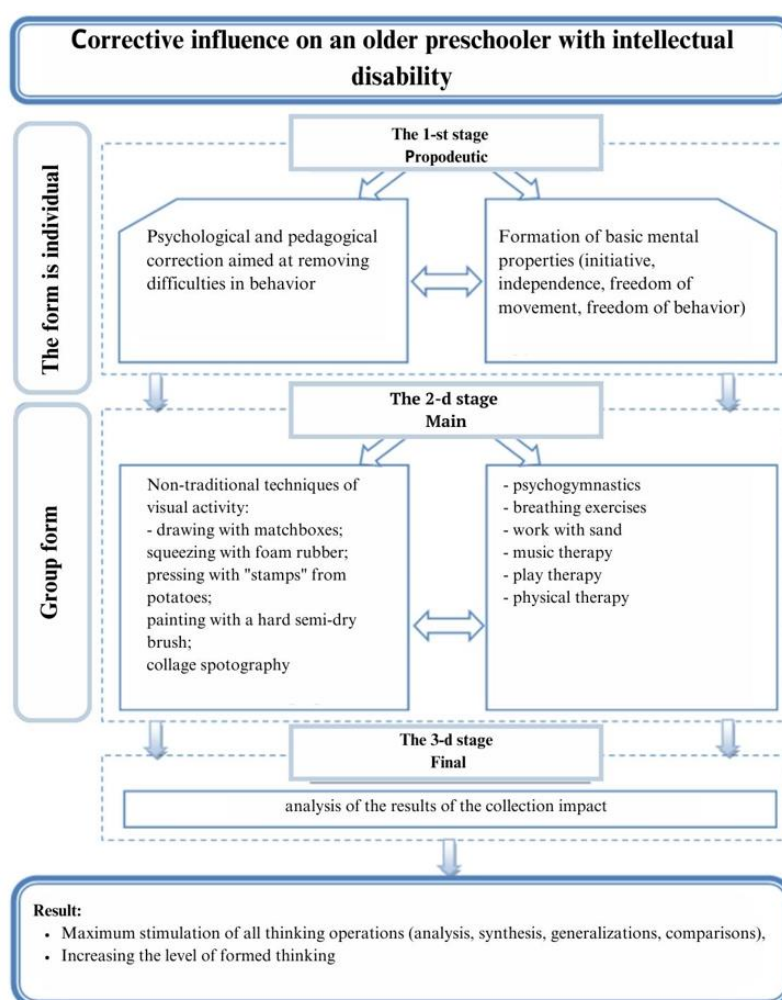 Corrective influence on an older preschooler with intellectual
disability
The form is individual
The 1-st stage
Propodeutic
Psychological and pedagogical
correction aimed at removing
difficulties in behavior
Formation of basic mental
properties (initiative,
independence, freedom of
movement, freedom of behavior)
Group form
The 2-d stage
Main
Non-traditional techniques of
visual activity:
- drawing with matchboxes;
squeezing with foam rubber;
pressing with "stamps" from
potatoes;
painting with a hard semi-dry
brush;
collage spotography
- psychogymnastics
- breathing exercises
- work with sand
- music therapy
- play therapy
- physical therapy
The 3-d stage
Final
analysis of the results of the collection impact
Result:
• Maximum stimulation of all thinking operations (analysis, synthesis, generalizations, comparisons),
• Increasing the level of formed thinking